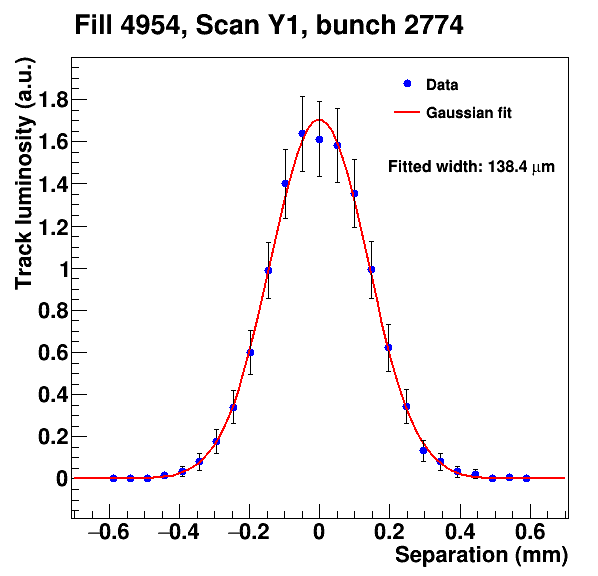 Fill 4954, Scan Y1, bunch 2774
Track luminosity (a.u.)
1.8
1.6
1.4
1.2
1
0.8
0.6
0.4
0.2
0
Data
Gaussian fit
Fitted width: 138.4 μm
−0.6 −0.4 −0.2 0 0.2 0.4 0.6
Separation (mm)